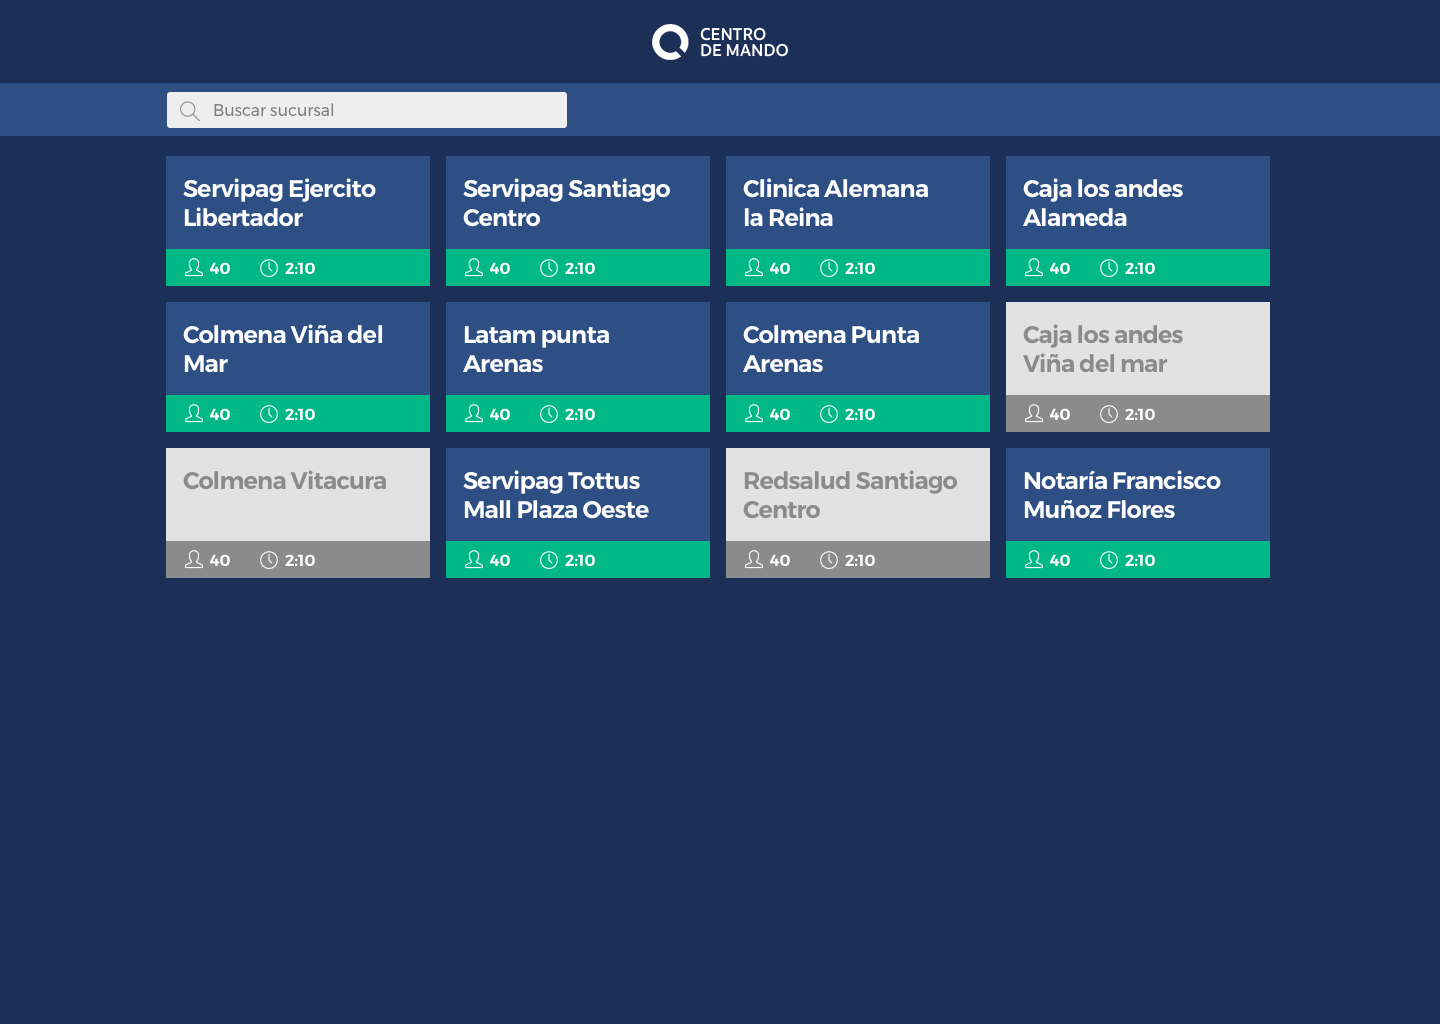 CENTRO
DE MANDO
Buscar sucursal
Servipag Ejercito
Libertador
40 2:10
Servipag Santiago
Centro
40 2:10
Clinica Alemana
la Reina
40 2:10
Caja los andes
Alameda
40 2:10
Colmena Viña del
Mar
40 2:10
Latam punta
Arenas
40 2:10
Colmena Punta
Arenas
40 2:10
Caja los andes
Viña del mar
40 2:10
Colmena Vitacura
40 2:10
Servipag Tottus
Mall Plaza Oeste
40 2:10
Redsalud Santiago
Centro
40 2:10
Notaría Francisco
Muñoz Flores
40 2:10